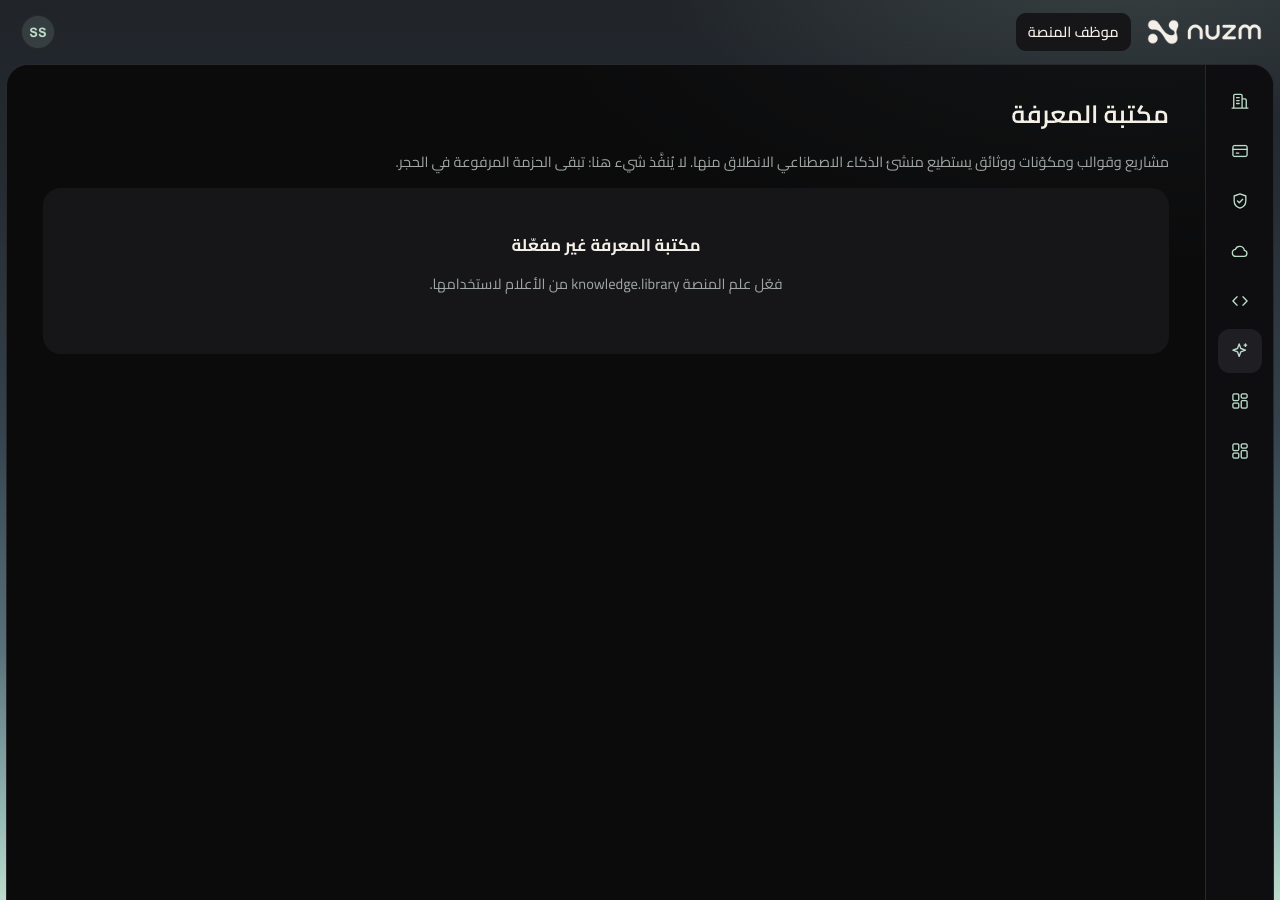 nuzm
موظف المنصة
SS
مكتبة المعرفة
مشاريع وقوالب ومكوّنات ووثائق يستطيع منشئ الذكاء الاصطناعي الانطلاق منها. لا يُنفَّذ شيء هنا: تبقى الحزمة المرفوعة في الحجر.
مكتبة المعرفة غير مفعّلة
فعّل علم المنصة knowledge.library من الأعلام لاستخدامها.